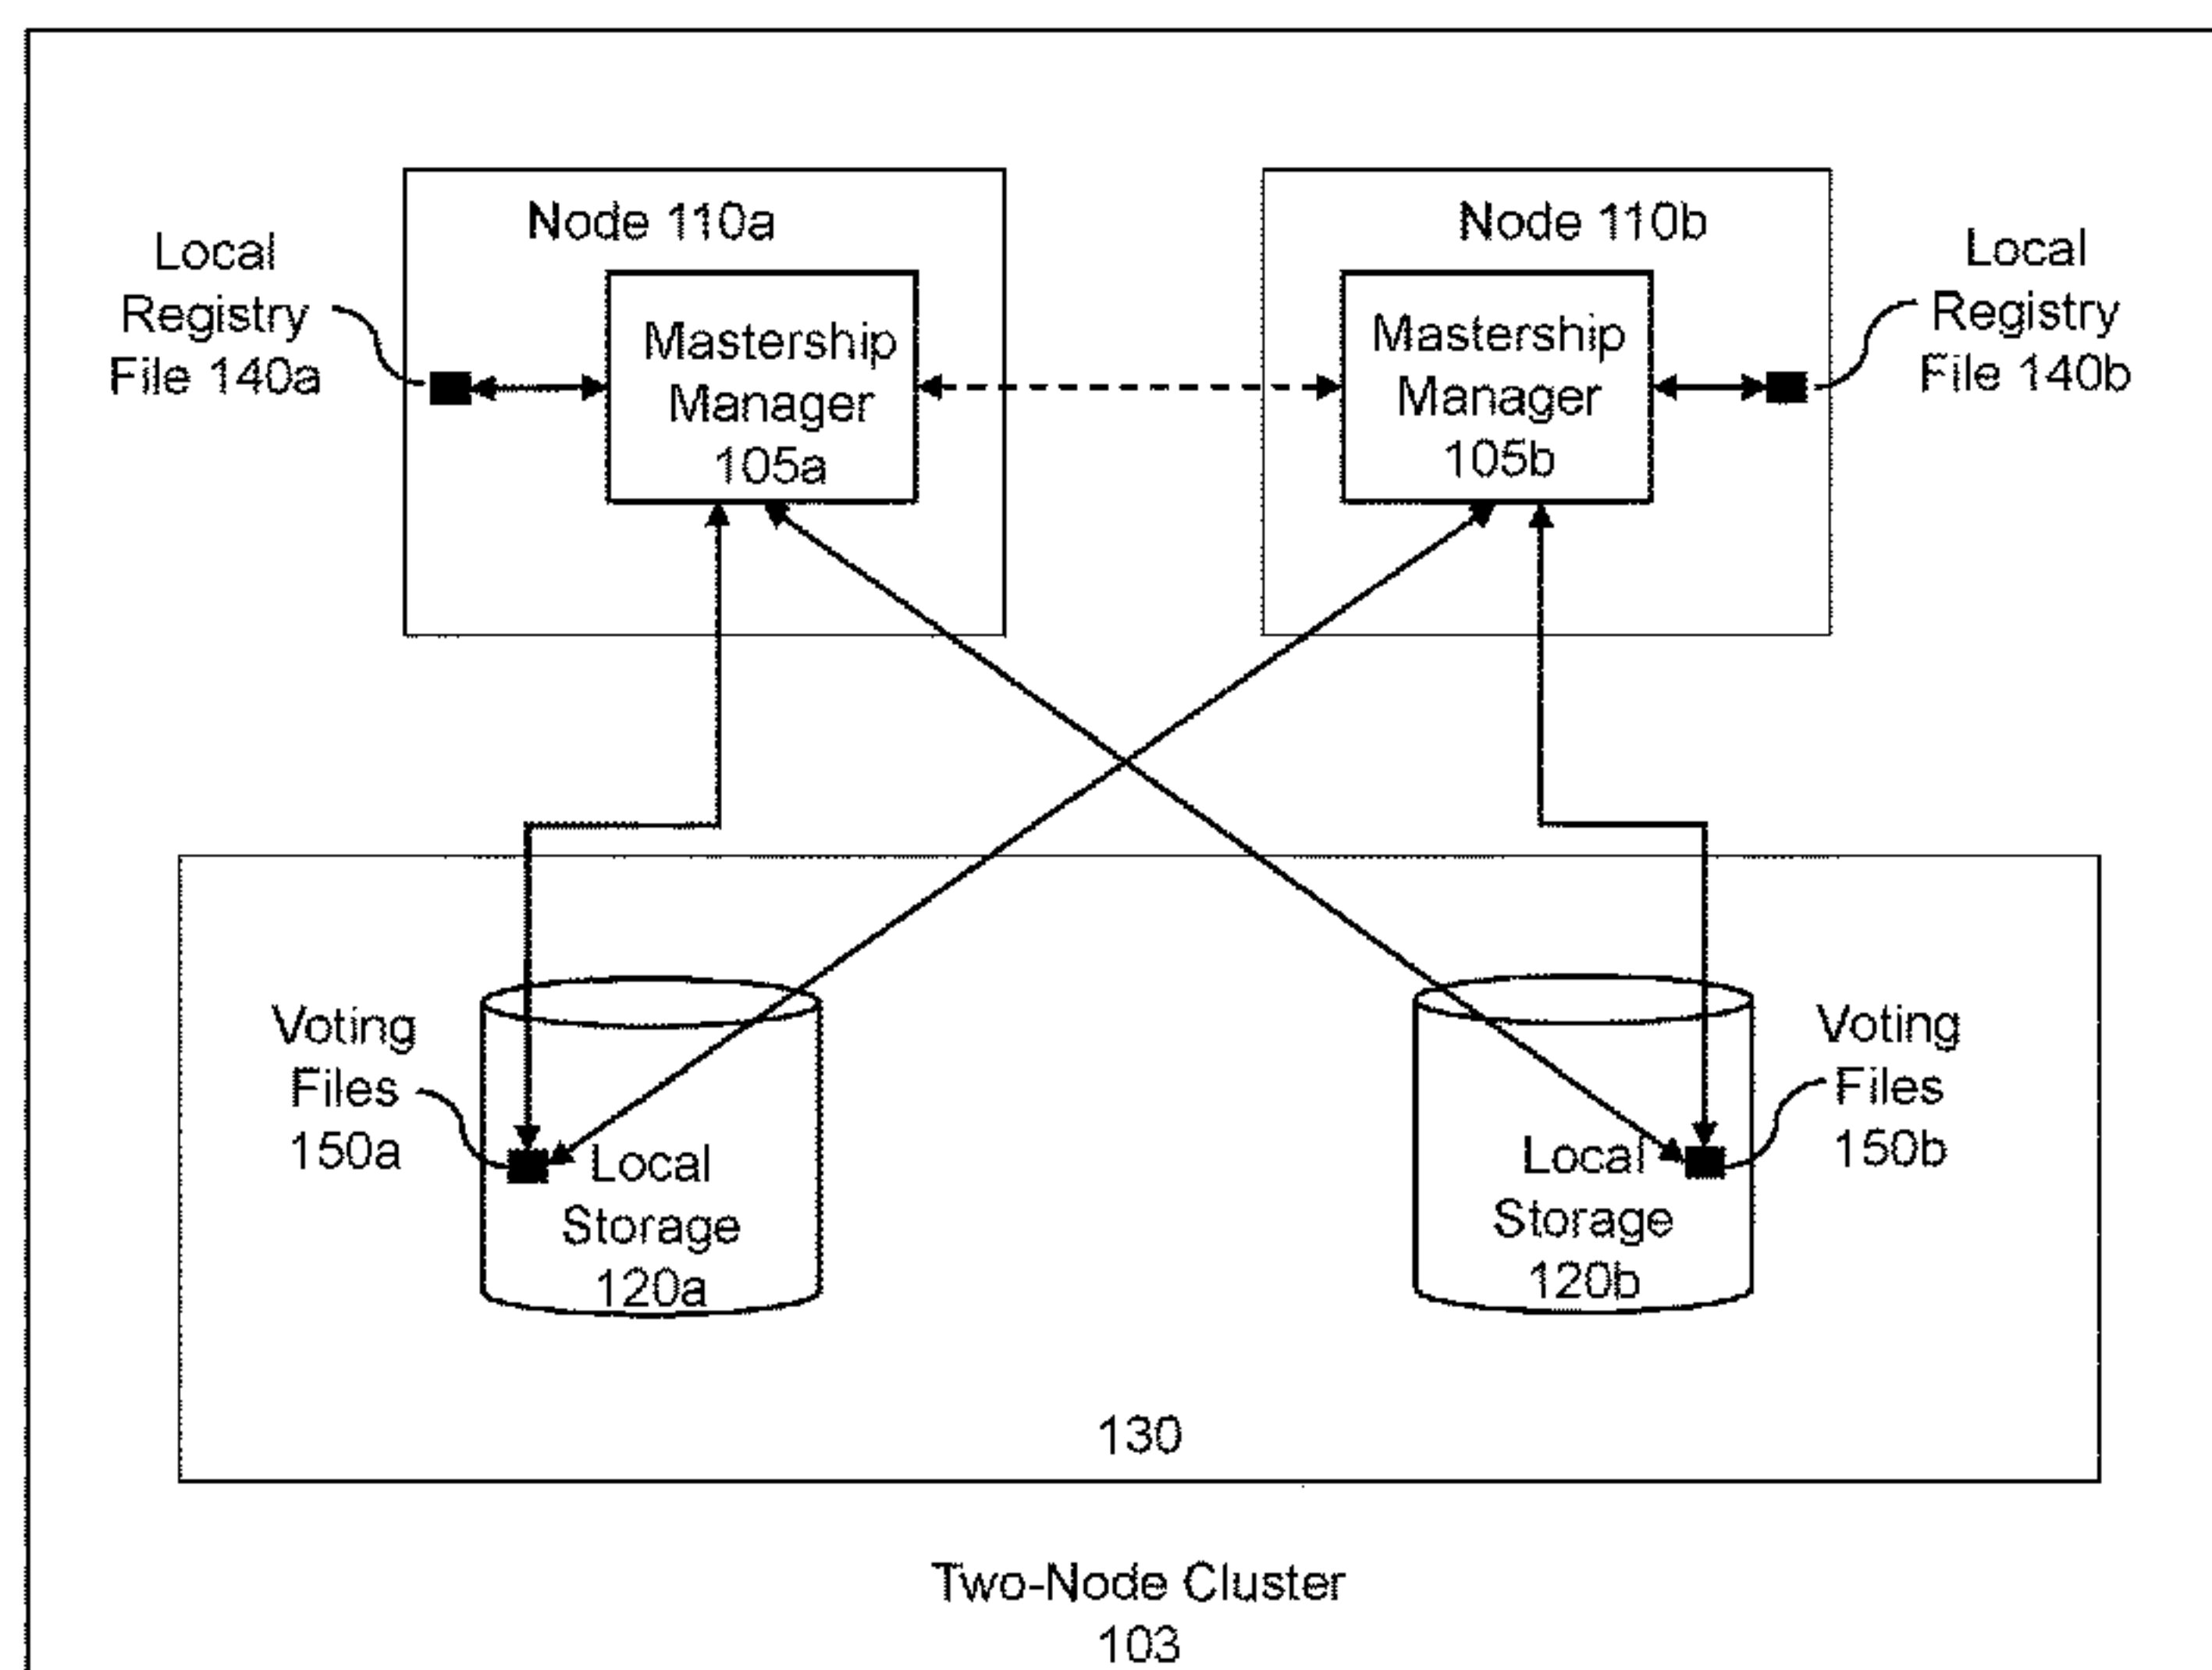 Node 110a
Node 110b
Local
Registry
File 140a
Mastership
Manager
105a
Mastership
Manager
105b
Local
Registry
File 140b
Voting
Files
150a
Local
Storage
120a
Local
Storage
120b
Voting
Files
150b
130
Two-Node Cluster
103